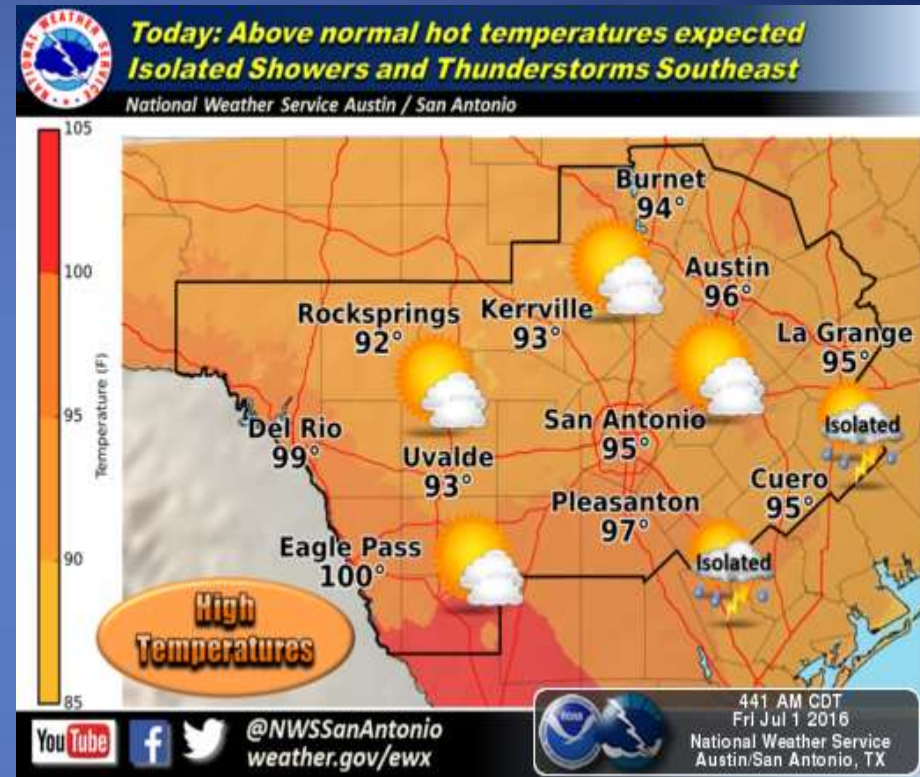 Today: Above normal hot temperatures expected
Isolated Showers and Thunderstorms Southeast
National Weather Service Austin / San Antonio
NATIONAL WEATHER SERVICE
105
100
95
90
85
Temperature (F)
Burnet
94°
Austin
96°
Rocksprings
92°
Kerrville
93°
La Grange
95°
Isolated
Del Rio
99°
San Antonio
95°
Uvalde
93°
Cuero
95°
Pleasanton
97°
Isolated
Eagle Pass
100°
High
Temperatures
YouTube
@NWSSanAntonio
weather.gov/ewx
NOAA
441 AM CDT
Fri Jul 1 2016
National Weather Service
Austin/San Antonio, TX